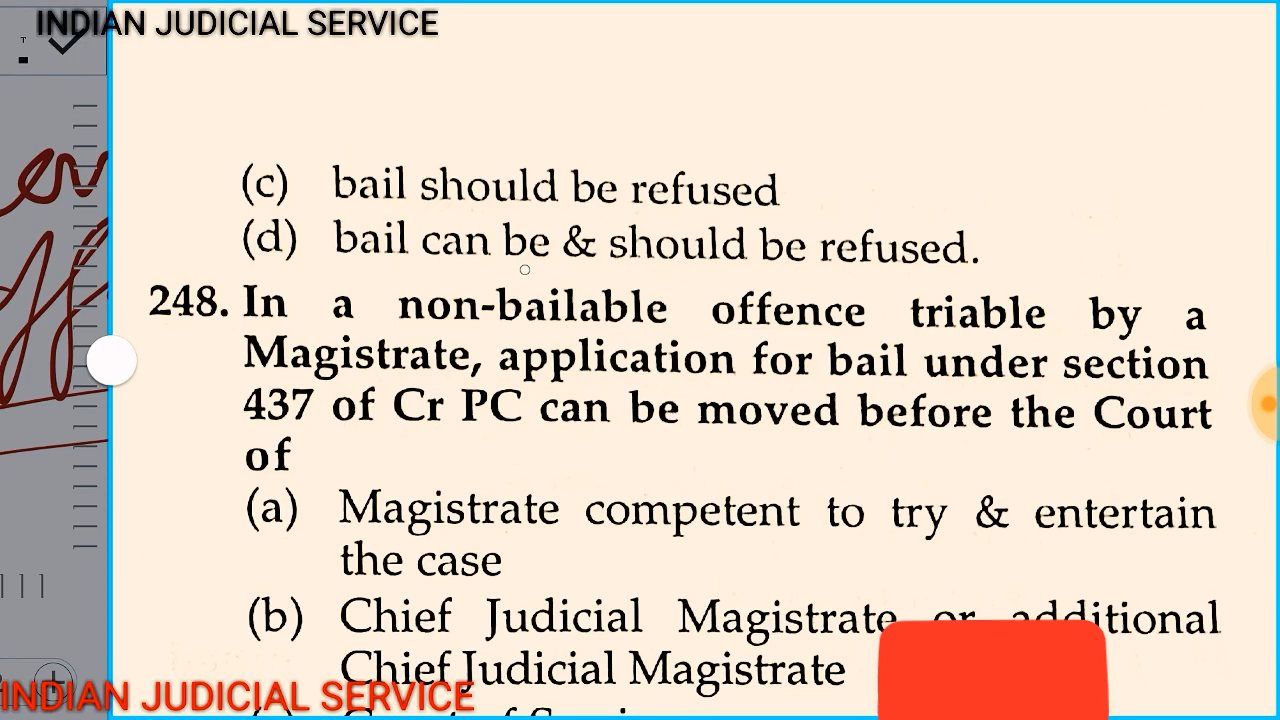 INDIAN JUDICIAL SERVICE
(c) bail should be refused
(d) bail can be & should be refused.
248. In a non-bailable offence triable by a
Magistrate, application for bail under section
437 of Cr PC can be moved before the Court
of
(a) Magistrate competent to try & entertain
the case
(b) Chief Judicial Magistrate or additional
Chief Judicial Magistrate
INDIAN JUDICIAL SERVICE